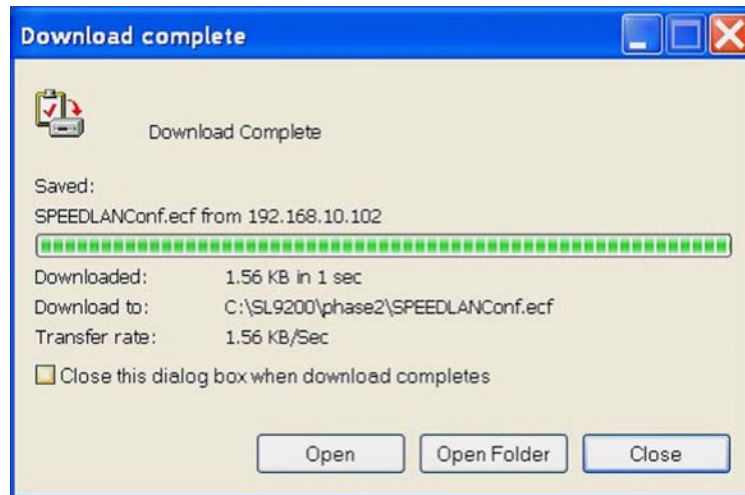 Download complete
Download Complete
Saved:
SPEEDLANConf.ecf from 192.168.10.102
Downloaded: 1.56 KB in 1 sec
Download to: C:\SL9200\phase2\SPEEDLANConf.ecf
Transfer rate: 1.56 KB/Sec
Close this dialog box when download completes
Open Open Folder Close